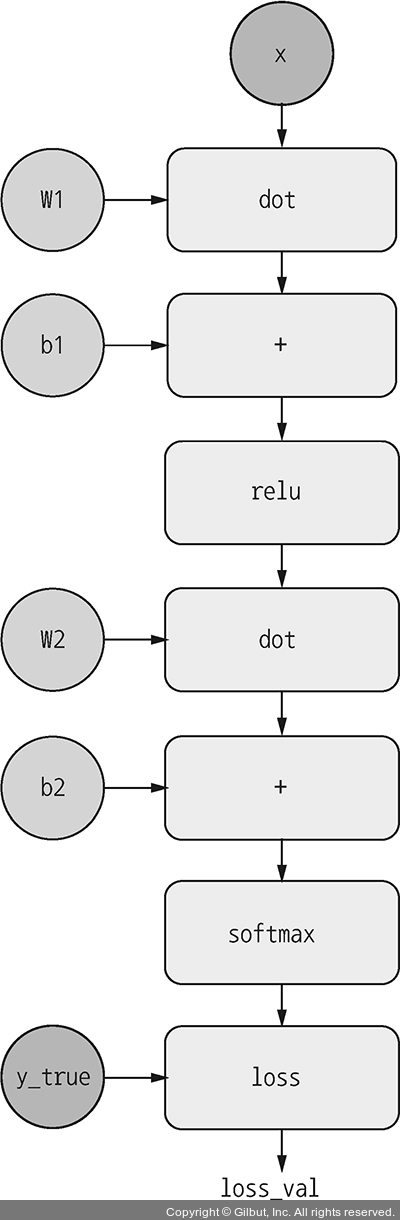 x
W1
dot
b1
+
relu
W2
dot
b2
+
softmax
y_true
loss
loss_val
Copyright © Gilbut, Inc. All rights reserved.